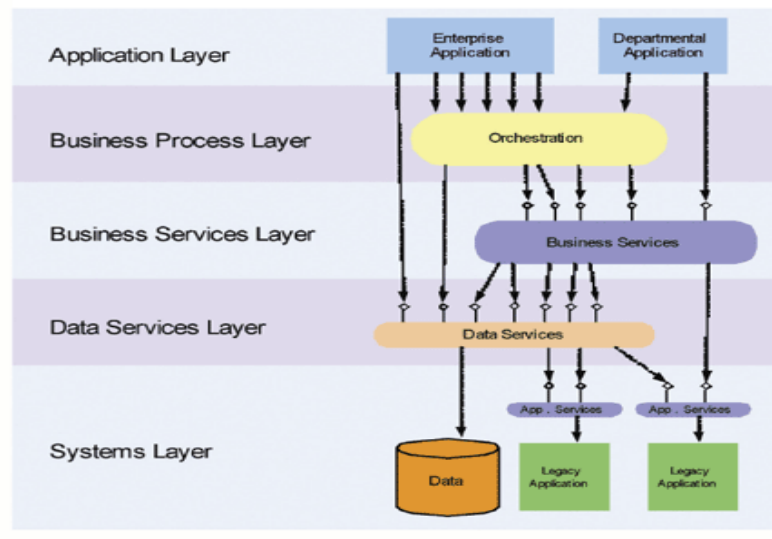 Application Layer
Enterprise
Application
Departmental
Application
Business Process Layer
Orchestration
Business Services Layer
Business Services
Data Services Layer
Data Services
App . Services
App . Services
Systems Layer
Data
Legacy
Application
Legacy
Application